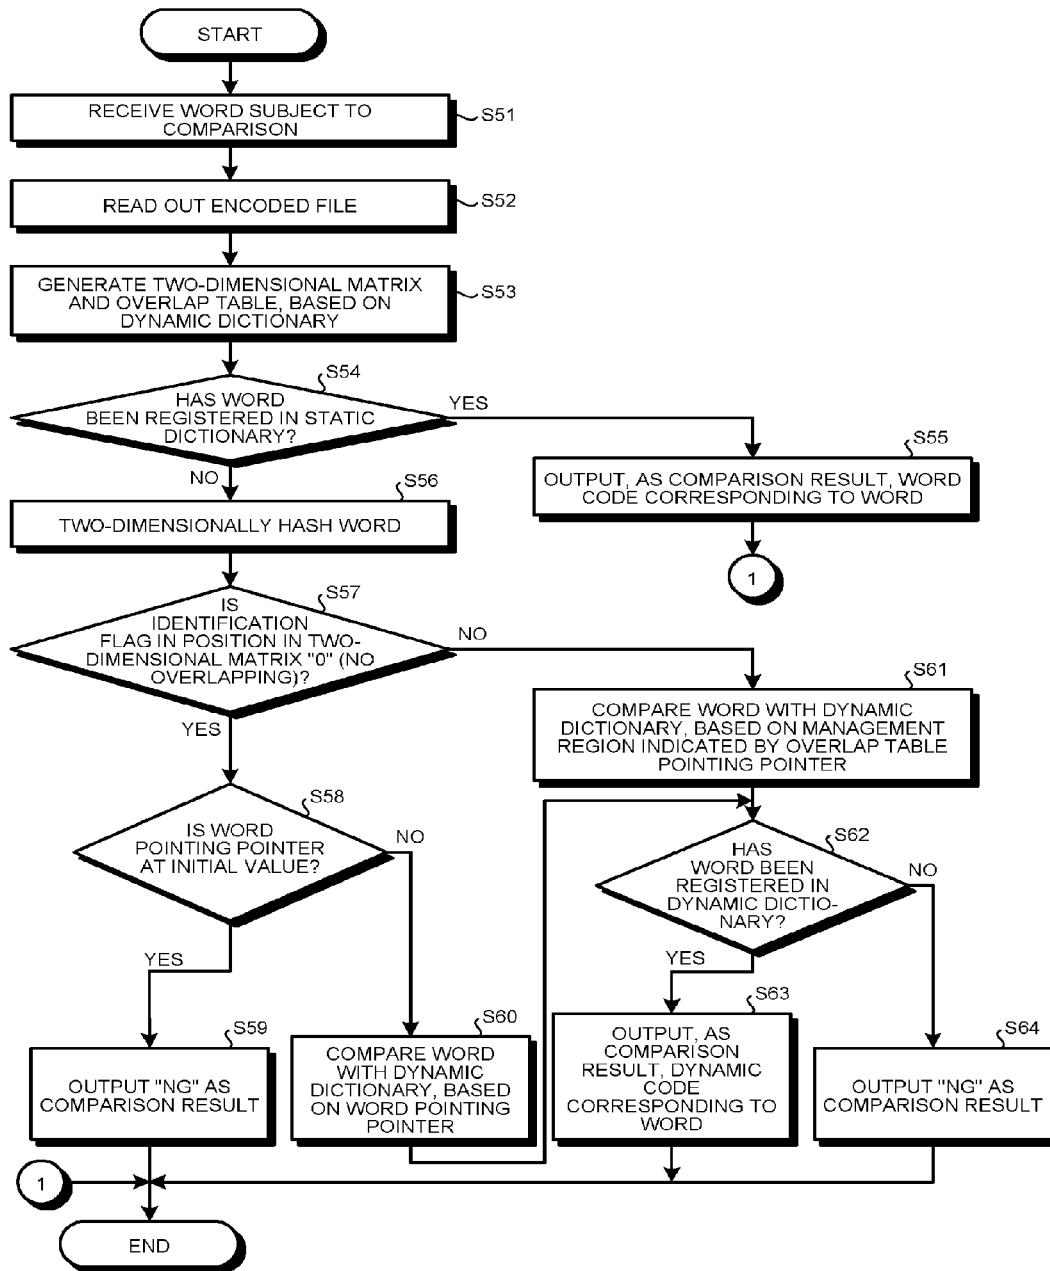 START
RECEIVE WORD SUBJECT TO
COMPARISON
S51
READ OUT ENCODED FILE
S52
GENERATE TWO-DIMENSIONAL MATRIX
AND OVERLAP TABLE, BASED ON
DYNAMIC DICTIONARY
S53
S54
HAS WORD
BEEN REGISTERED IN STATIC
DICTIONARY?
YES
NO
S55
OUTPUT, AS COMPARISON RESULT, WORD
CODE CORRESPONDING TO WORD
1
S56
TWO-DIMENSIONALLY HASH WORD
S57
IS
IDENTIFICATION
FLAG IN POSITION IN TWO-
DIMENSIONAL MATRIX "0" (NO
OVERLAPPING)?
NO
YES
S61
COMPARE WORD WITH DYNAMIC
DICTIONARY, BASED ON MANAGEMENT
REGION INDICATED BY OVERLAP TABLE
POINTING POINTER
S58
IS WORD
POINTING POINTER
AT INITIAL VALUE?
NO
YES
S62
HAS
WORD BEEN
REGISTERED IN
DYNAMIC DICTIO-
NARY?
NO
YES
S59
OUTPUT "NG" AS
COMPARISON RESULT
S60
COMPARE WORD
WITH DYNAMIC
DICTIONARY, BASED
ON WORD POINTING
POINTER
S63
OUTPUT, AS
COMPARISON
RESULT, DYNAMIC
CODE
CORRESPONDING TO
WORD
S64
OUTPUT "NG" AS
COMPARISON RESULT
1
END